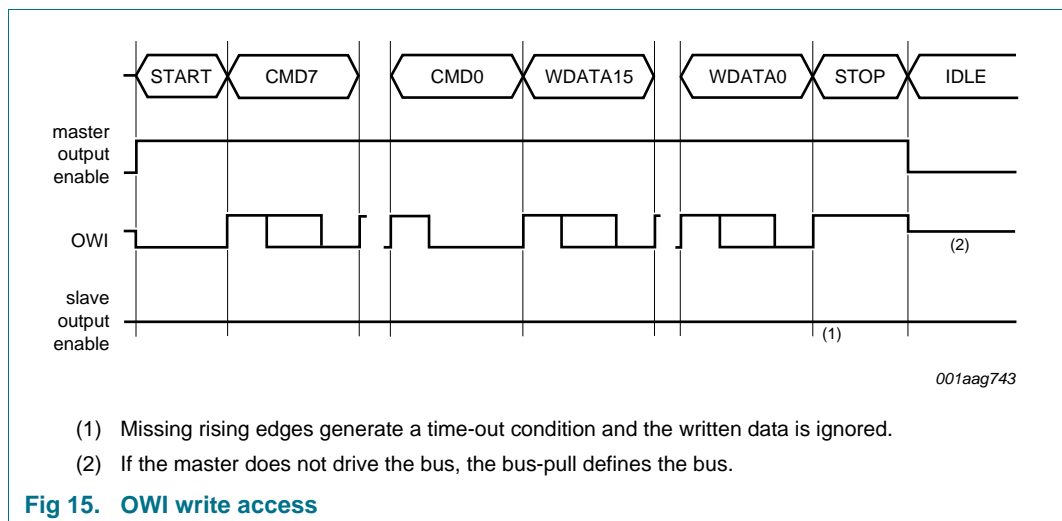 START CMD7 CMD0 WDATA15 WDATA0 STOP IDLE
master
output
enable
OWI
(2)
slave
output
enable
(1)
001aag743
(1) Missing rising edges generate a time-out condition and the written data is ignored.
(2) If the master does not drive the bus, the bus-pull defines the bus.
Fig 15. OWI write access